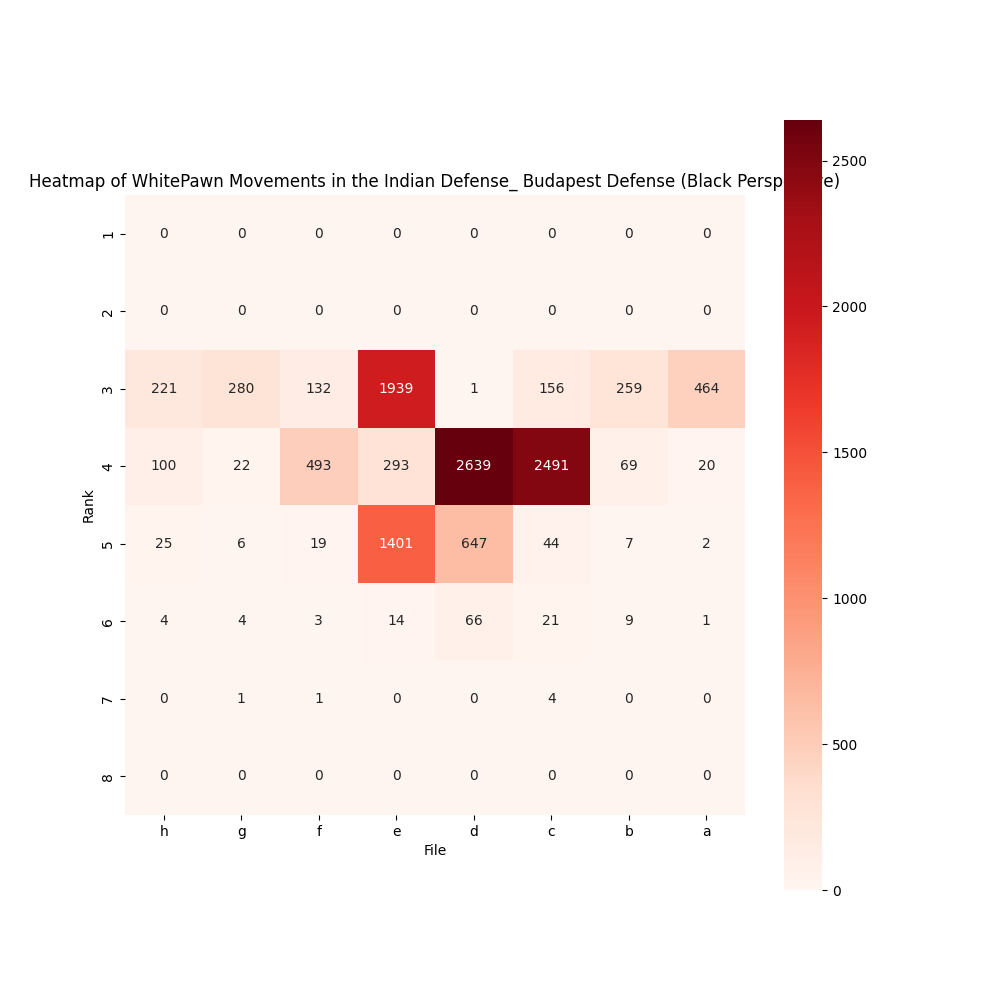 Heatmap of WhitePawn Movements in the Indian Defense_ Budapest Defense (Black Persp re)
2500
2000
1500
1000
500
0
Rank
1 0 0 0 0 0 0 0 0
2 0 0 0 0 0 0 0 0
3 221 280 132 1939 1 156 259 464
4 100 22 493 293 2639 2491 69 20
5 25 6 19 1401 647 44 7 2
6 4 4 3 14 66 21 9 1
7 0 1 1 0 0 4 0 0
8 0 0 0 0 0 0 0 0
h g f e d c b a
File